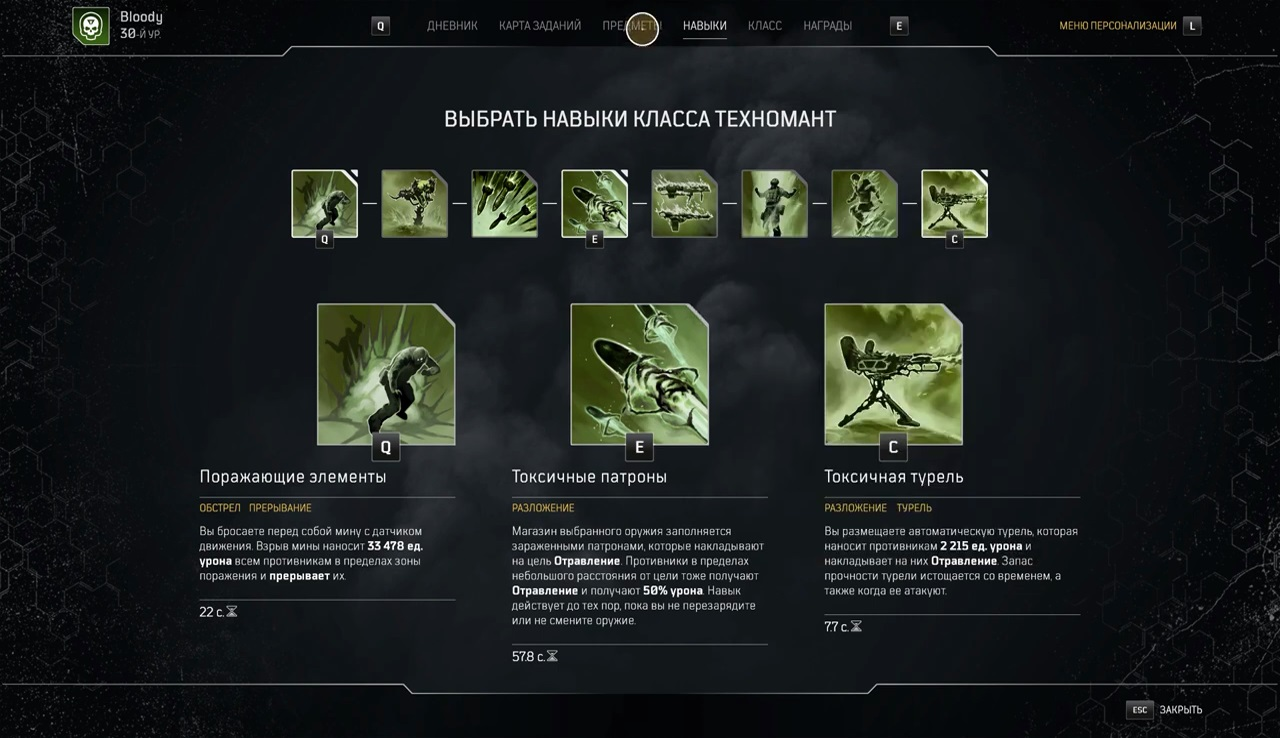 Bloody
30-Й УР.
Q
ДНЕВНИК
КАРТА ЗАДАНИЙ
ПРЕДМЕТЫ
НАВЫКИ
КЛАСС
НАГРАДЫ
E
МЕНЮ ПЕРСОНАЛИЗАЦИИ L
ВЫБРАТЬ НАВЫКИ КЛАССА ТЕХНОМАНТ
Q
E
C
Q
E
C
Поражающие элементы
ОБСТРЕЛ ПРЕРЫВАНИЕ
Вы бросаете перед собой мину с датчиком
движения. Взрыв мины наносит 33 478 ед.
урона всем противникам в пределах зоны
поражения и прерывает их.
22 с.
Токсичные патроны
РАЗЛОЖЕНИЕ
Магазин выбранного оружия заполняется
зараженными патронами, которые накладывают
на цель Отравление. Противники в пределах
небольшого расстояния от цели тоже получают
Отравление и получают 50% урона. Навык
действует до тех пор, пока вы не перезарядите
или не смените оружие.
57.8 с.
Токсичная турель
РАЗЛОЖЕНИЕ ТУРЕЛЬ
Вы размещаете автоматическую турель, которая
наносит противникам 2 215 ед. урона и
накладывает на них Отравление. Запас
прочности турели истощается со временем, а
также когда ее атакуют.
7.7 с.
ESC ЗАКРЫТЬ